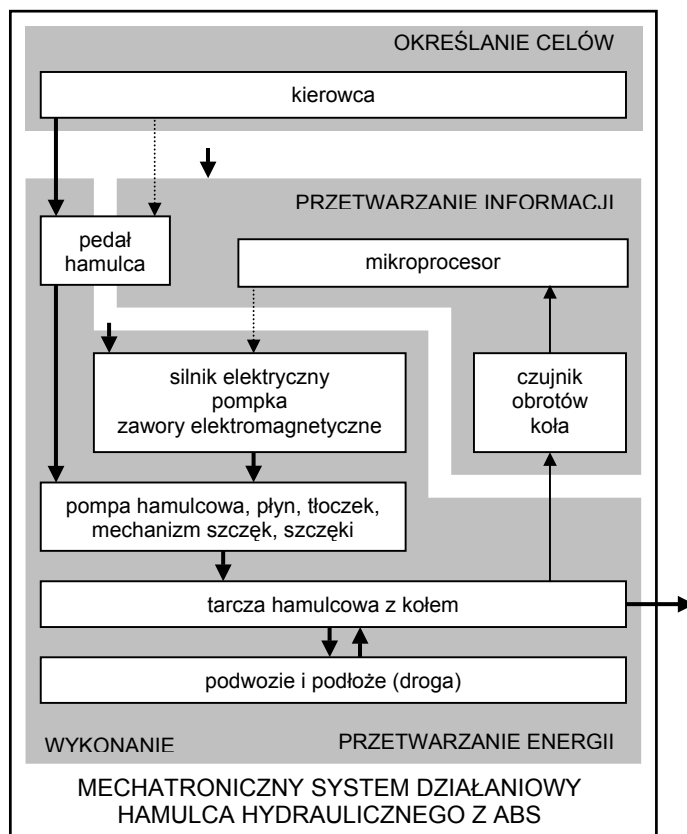 OKREŚLANIE CELÓW
kierowca
PRZETWARZANIE INFORMACJI
pedał
hamulca
mikroprocesor
silnik elektryczny
pompka
zawory elektromagnetyczne
czujnik
obrotów
koła
pompa hamulcowa, płyn, tłoczek,
mechanizm szczęk, szczęki
tarcza hamulcowa z kołem
podwozie i podłoże (droga)
WYKONANIE
PRZETWARZANIE ENERGII
MECHATRONICZNY SYSTEM DZIAŁANIOWY
HAMULCA HYDRAULICZNEGO Z ABS